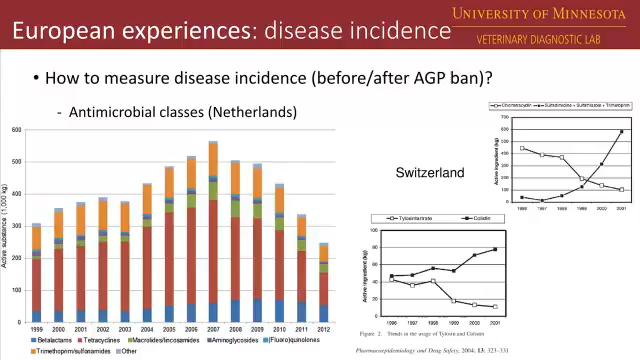 European experiences: disease incidence
UNIVERSITY OF MINNESOTA
VETERINARY DIAGNOSTIC LAB
• How to measure disease incidence (before/after AGP ban)?
- Antimicrobial classes (Netherlands)
Active substance (1,000 kg)
600
500
400
300
200
100
0
1999 2000 2001 2002 2003 2004 2005 2006 2007 2008 2009 2010 2011 2012
Betalactams Tetracyclines Macrolides/lincosamides Aminoglycosides (Fluoro)quinolones
Trimethoprim/sulfonamides Other
Switzerland
Sulfadimidine + Sulfathiazole + Trimetoprim
Active ingredient (kg)
700
600
500
400
300
200
100
0
1996 1997 1998 1999 2000 2001
Tylosintartrate Colistin
Active ingredient (kg)
100
80
60
40
20
0
1996 1997 1998 1999 2000 2001
Figure 2. Trends in the usage of Tylosin and Colistin
Pharmacoepidemiology and Drug Safety, 2004; 13: 323–331